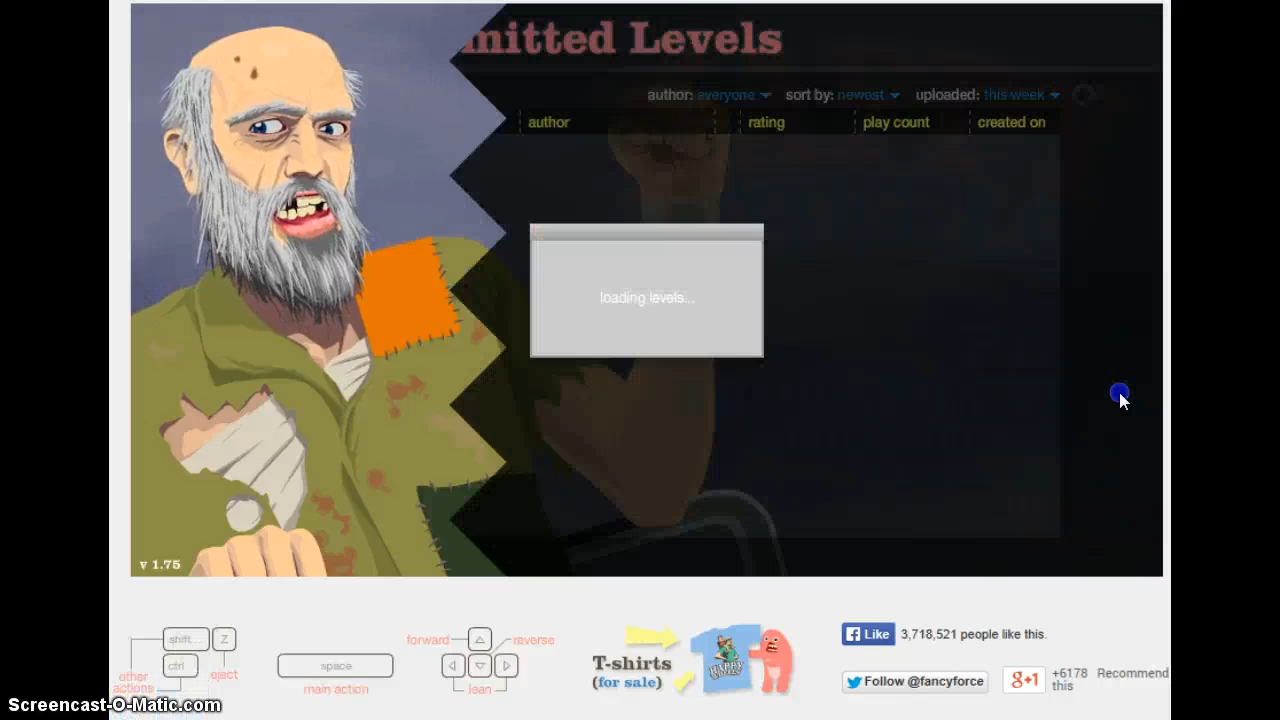 mitted Levels
author: everyone sort by: newest uploaded: this week
author rating play count created on
loading levels...
v 1.75
shift Z
ctrl
other actions
eject
space
main action
forward reverse
lean
T-shirts
(for sale)
HAPPY WHEELS
Like 3,718,521 people like this.
Follow @fancyforce
g+1 +6178 Recommend this
Screencast-O-Matic.com